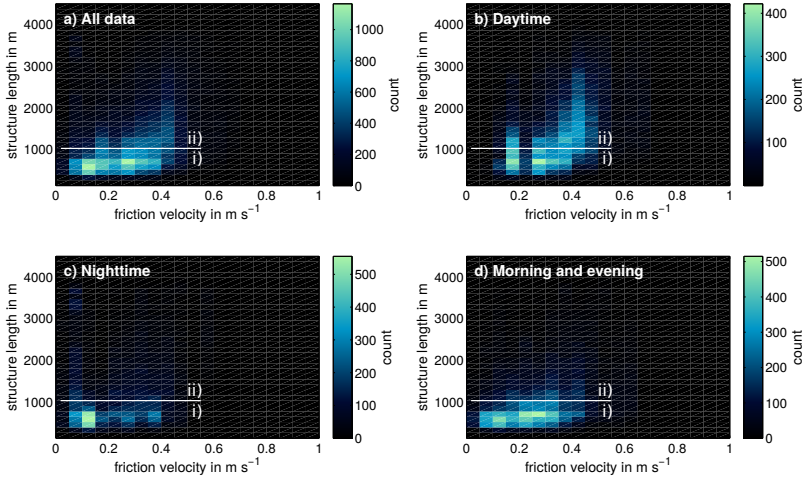 a) All data
structure length in m
4000
3000
2000
1000
ii)
i)
0
0.2
0.4
0.6
0.8
1
friction velocity in m s⁻¹
1000
800
600
400
200
0
count
b) Daytime
structure length in m
4000
3000
2000
1000
ii)
i)
0
0.2
0.4
0.6
0.8
1
friction velocity in m s⁻¹
400
300
200
100
count
c) Nighttime
structure length in m
4000
3000
2000
1000
ii)
i)
0
0.2
0.4
0.6
0.8
1
friction velocity in m s⁻¹
500
400
300
200
100
0
count
d) Morning and evening
structure length in m
4000
3000
2000
1000
ii)
i)
0
0.2
0.4
0.6
0.8
1
friction velocity in m s⁻¹
500
400
300
200
100
0
count